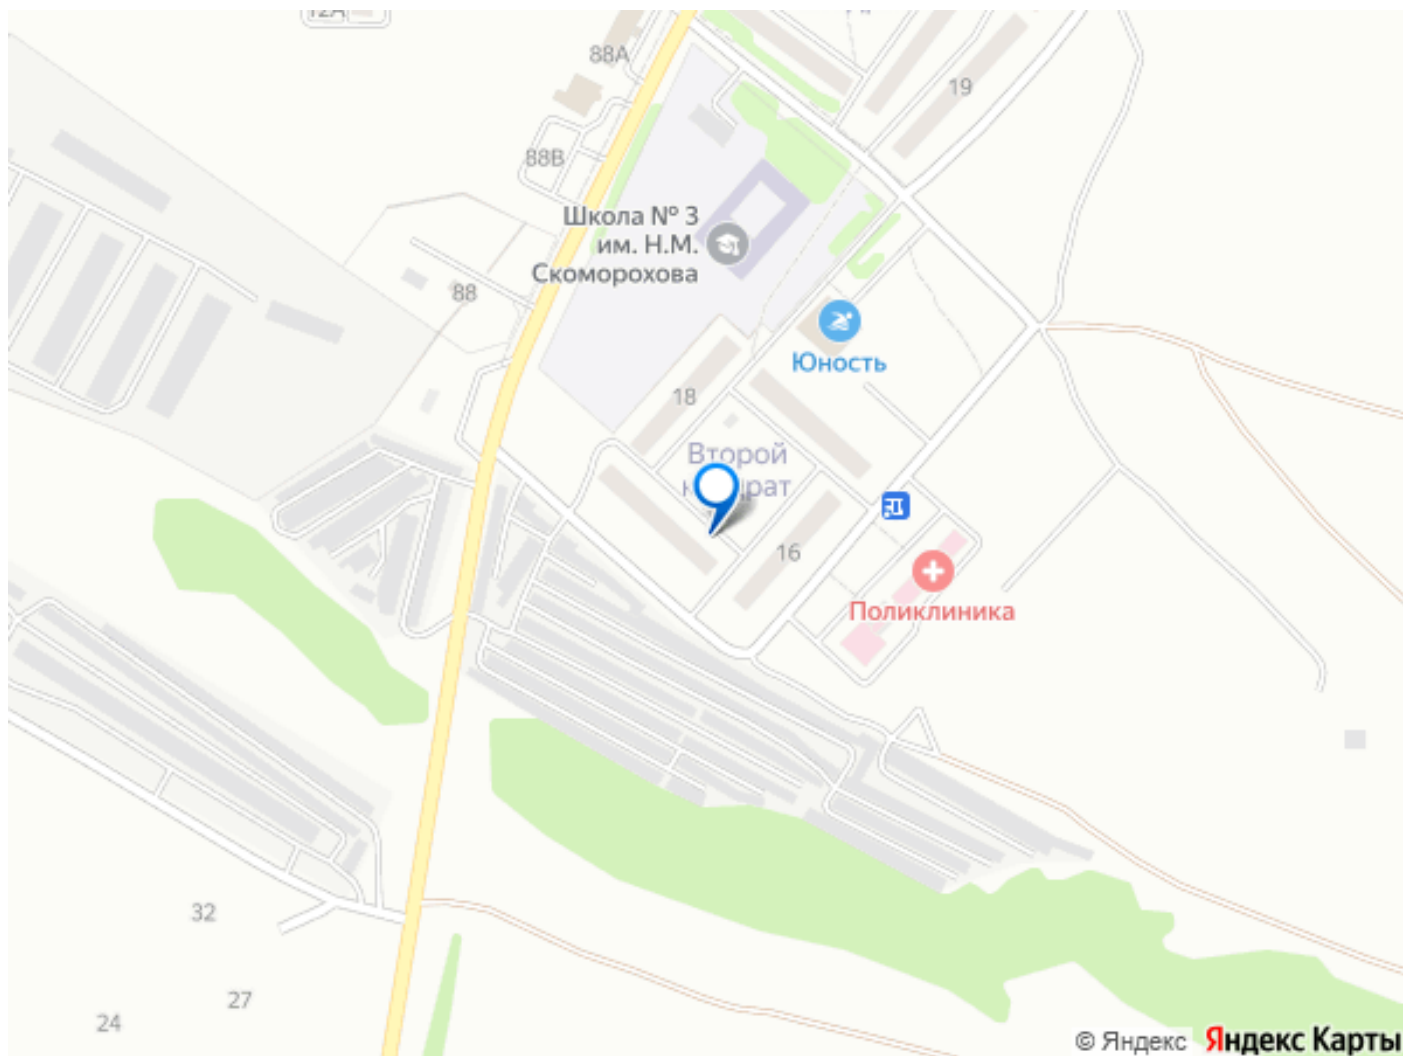 12А
88А
19
88В
Школа № 3
им. Н.М.
Скоморохова
88
Юность
18
Второй
16
Поликлиника
32
27
24
© Яндекс Яндекс Карты